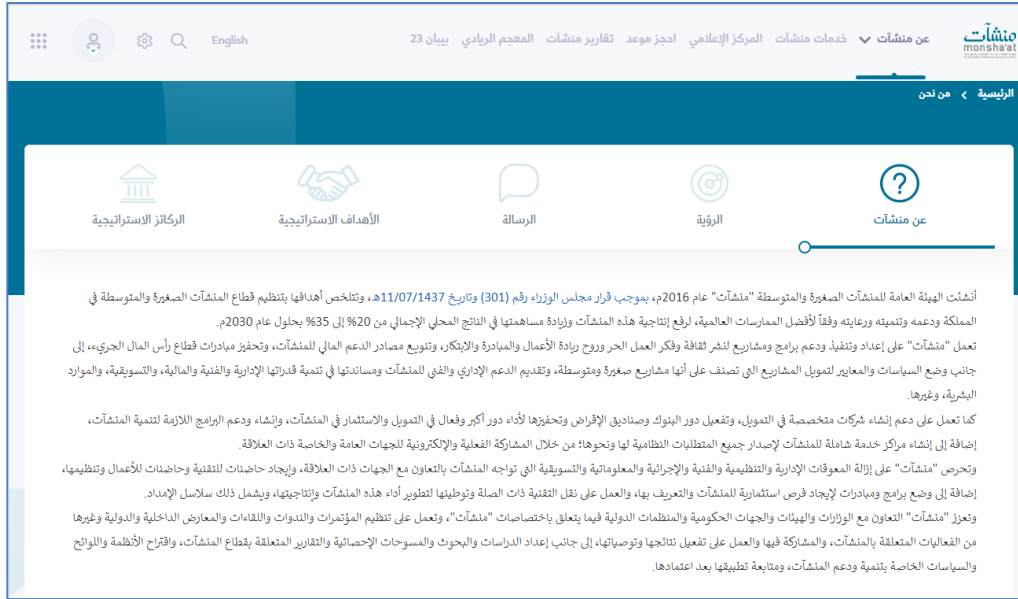 منشآت
monsha'at
عن منشآت خدمات منشآت المركز الإعلامي احجز موعد تقارير منشآت المعجم الريادي بيبان 23 English
الرئيسية > من نحن
عن منشآت الرؤية الرسالة الأهداف الاستراتيجية الركائز الاستراتيجية
أنشئت الهيئة العامة للمنشآت الصغيرة والمتوسطة "منشآت" عام 2016م، بموجب قرار مجلس الوزراء رقم (301) وتاريخ 11/07/1437هـ، وتتلخص أهدافها بتنظيم قطاع المنشآت الصغيرة والمتوسطة في
المملكة ودعمه وتنميته ورعايته وفقاً لأفضل الممارسات العالمية، لرفع إنتاجية هذه المنشآت وزيادة مساهمتها في الناتج المحلي الإجمالي من 20% إلى 35% بحلول عام 2030م.
تعمل "منشآت" على إعداد وتنفيذ ودعم برامج ومشاريع لنشر ثقافة وفكر العمل الحر وروح ريادة الأعمال والمبادرة والابتكار، وتنويع مصادر الدعم المالي للمنشآت، وتحفيز مبادرات قطاع رأس المال الجريء، إلى
جانب وضع السياسات والمعايير لتمويل المشاريع التي تصنف على أنها مشاريع صغيرة ومتوسطة، وتقديم الدعم الإداري والفني للمنشآت ومساندتها في تنمية قدراتها الإدارية والفنية والمالية، والتسويقية، والموارد
البشرية، وغيرها.
كما تعمل على دعم إنشاء شركات متخصصة في التمويل، وتفعيل دور البنوك وصناديق الإقراض وتحفيزها لأداء دور أكبر وفعال في التمويل والاستثمار في المنشآت، وإنشاء ودعم البرامج اللازمة لتنمية المنشآت،
إضافة إلى إنشاء مراكز خدمة شاملة للمنشآت لإصدار جميع المتطلبات النظامية لها ونحوها؛ من خلال المشاركة الفعلية والإلكترونية للجهات العامة والخاصة ذات العلاقة.
وتحرص "منشآت" على إزالة المعوقات الإدارية والتنظيمية والفنية والإجرائية والمعلوماتية والتسويقية التي تواجه المنشآت بالتعاون مع الجهات ذات العلاقة، وإيجاد حاضنات للتقنية وحاضنات للأعمال وتنظيمها،
إضافة إلى وضع برامج ومبادرات لإيجاد فرص استثمارية للمنشآت والتعريف بها، والعمل على نقل التقنية ذات الصلة وتوطينها لتطوير أداء هذه المنشآت وإنتاجيتها، ويشمل ذلك سلاسل الإمداد.
وتعزز "منشآت" التعاون مع الوزارات والهيئات والجهات الحكومية والمنظمات الدولية فيما يتعلق باختصاصات "منشآت"، وتعمل على تنظيم المؤتمرات والندوات واللقاءات والمعارض الداخلية والدولية وغيرها
من الفعاليات المتعلقة بالمنشآت، والمشاركة فيها والعمل على تفعيل نتائجها وتوصياتها، إلى جانب إعداد الدراسات والبحوث والمسوحات الإحصائية والتقارير المتعلقة بقطاع المنشآت، واقتراح الأنظمة واللوائح
والسياسات الخاصة بتنمية ودعم المنشآت، ومتابعة تطبيقها بعد اعتمادها.